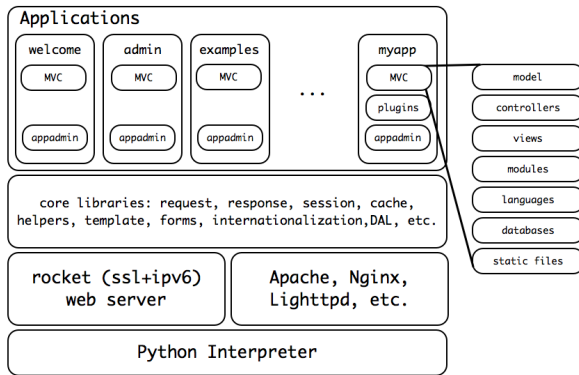 Applications
welcome
admin
examples
myapp
MVC
MVC
MVC
...
MVC
plugins
appadmin
appadmin
appadmin
appadmin
model
controllers
views
modules
languages
databases
static files
core libraries: request, response, session, cache,
helpers, template, forms, internationalization,DAL, etc.
rocket (ssl+ipv6)
web server
Apache, Nginx,
Lighttpd, etc.
Python Interpreter